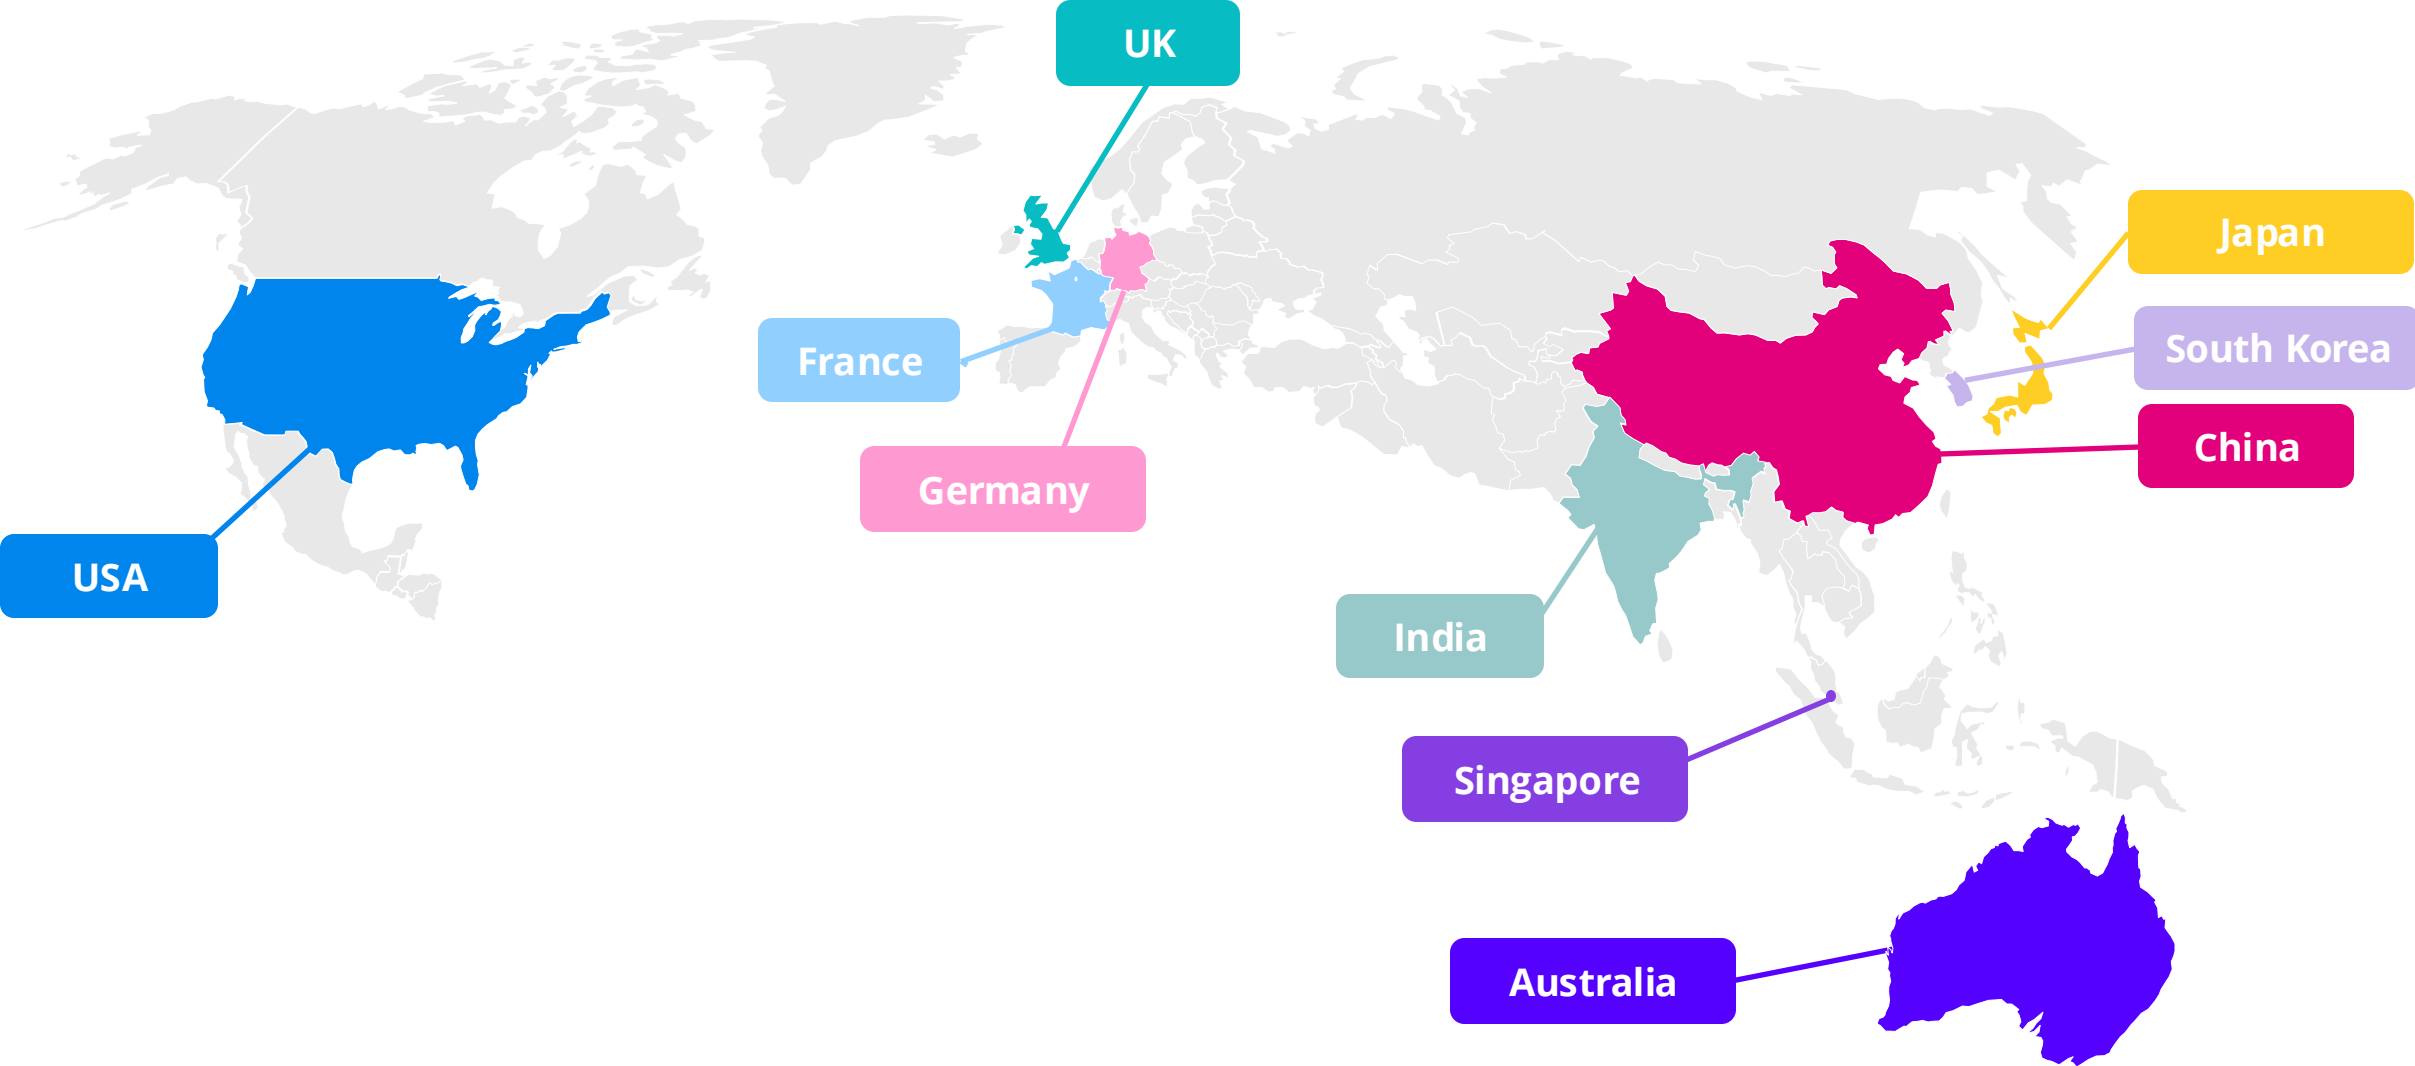 UK
Japan
South Korea
France
China
Germany
USA
India
Singapore
Australia